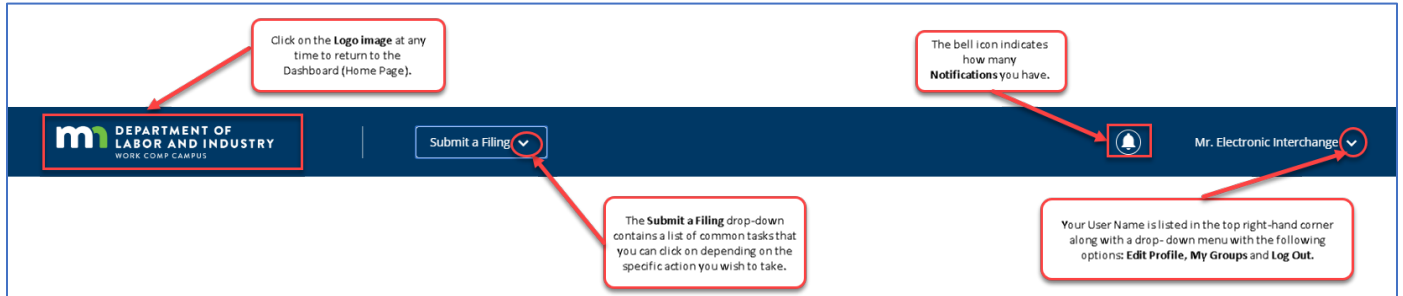 Click on the Logo image at any
time to return to the
Dashboard (Home Page).
The bell icon indicates
how many
Notifications you have.
DEPARTMENT OF
LABOR AND INDUSTRY
WORK COMP CAMPUS
Submit a Filing
Mr. Electronic Interchange
The Submit a Filing drop-down
contains a list of common tasks that
you can click on depending on the
specific action you wish to take.
Your User Name is listed in the top right-hand corner
along with a drop- down menu with the following
options: Edit Profile, My Groups and Log Out.